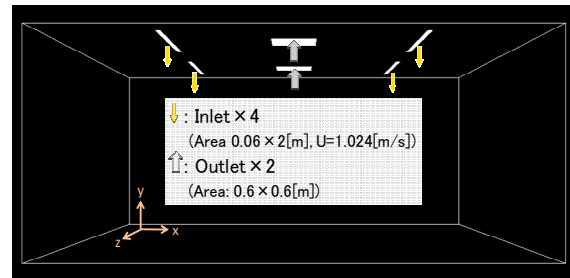 : Inlet×4
(Area 0.06×2[m], U=1.024[m/s])
: Outlet×2
(Area: 0.6×0.6[m])
y
x
z